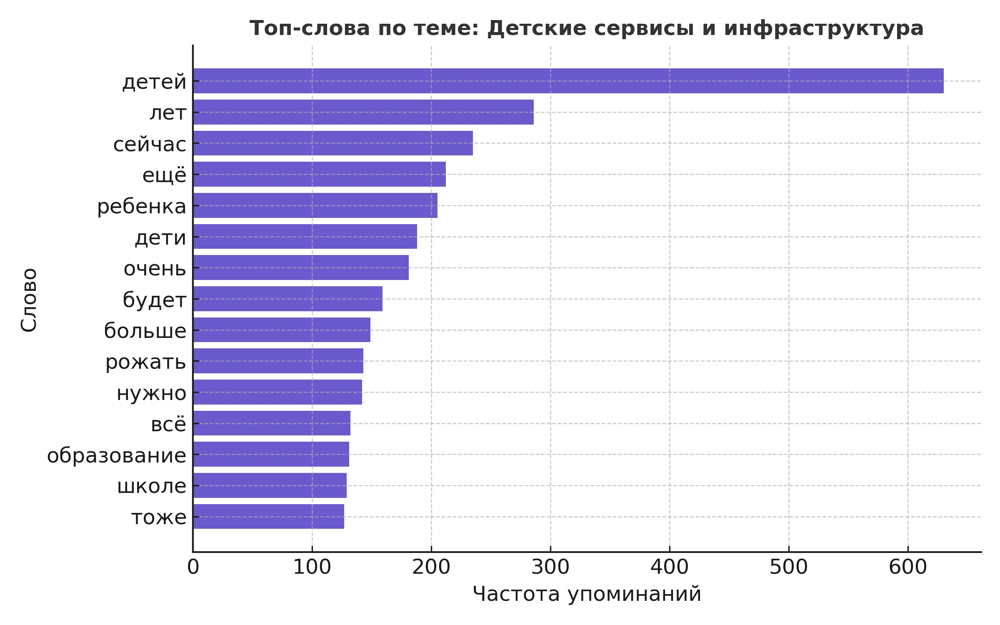 Топ-слова по теме: Детские сервисы и инфраструктура
Слово
детей
лет
сейчас
ещё
ребенка
дети
очень
будет
больше
рожать
нужно
всё
образование
школе
тоже
0 100 200 300 400 500 600
Частота упоминаний